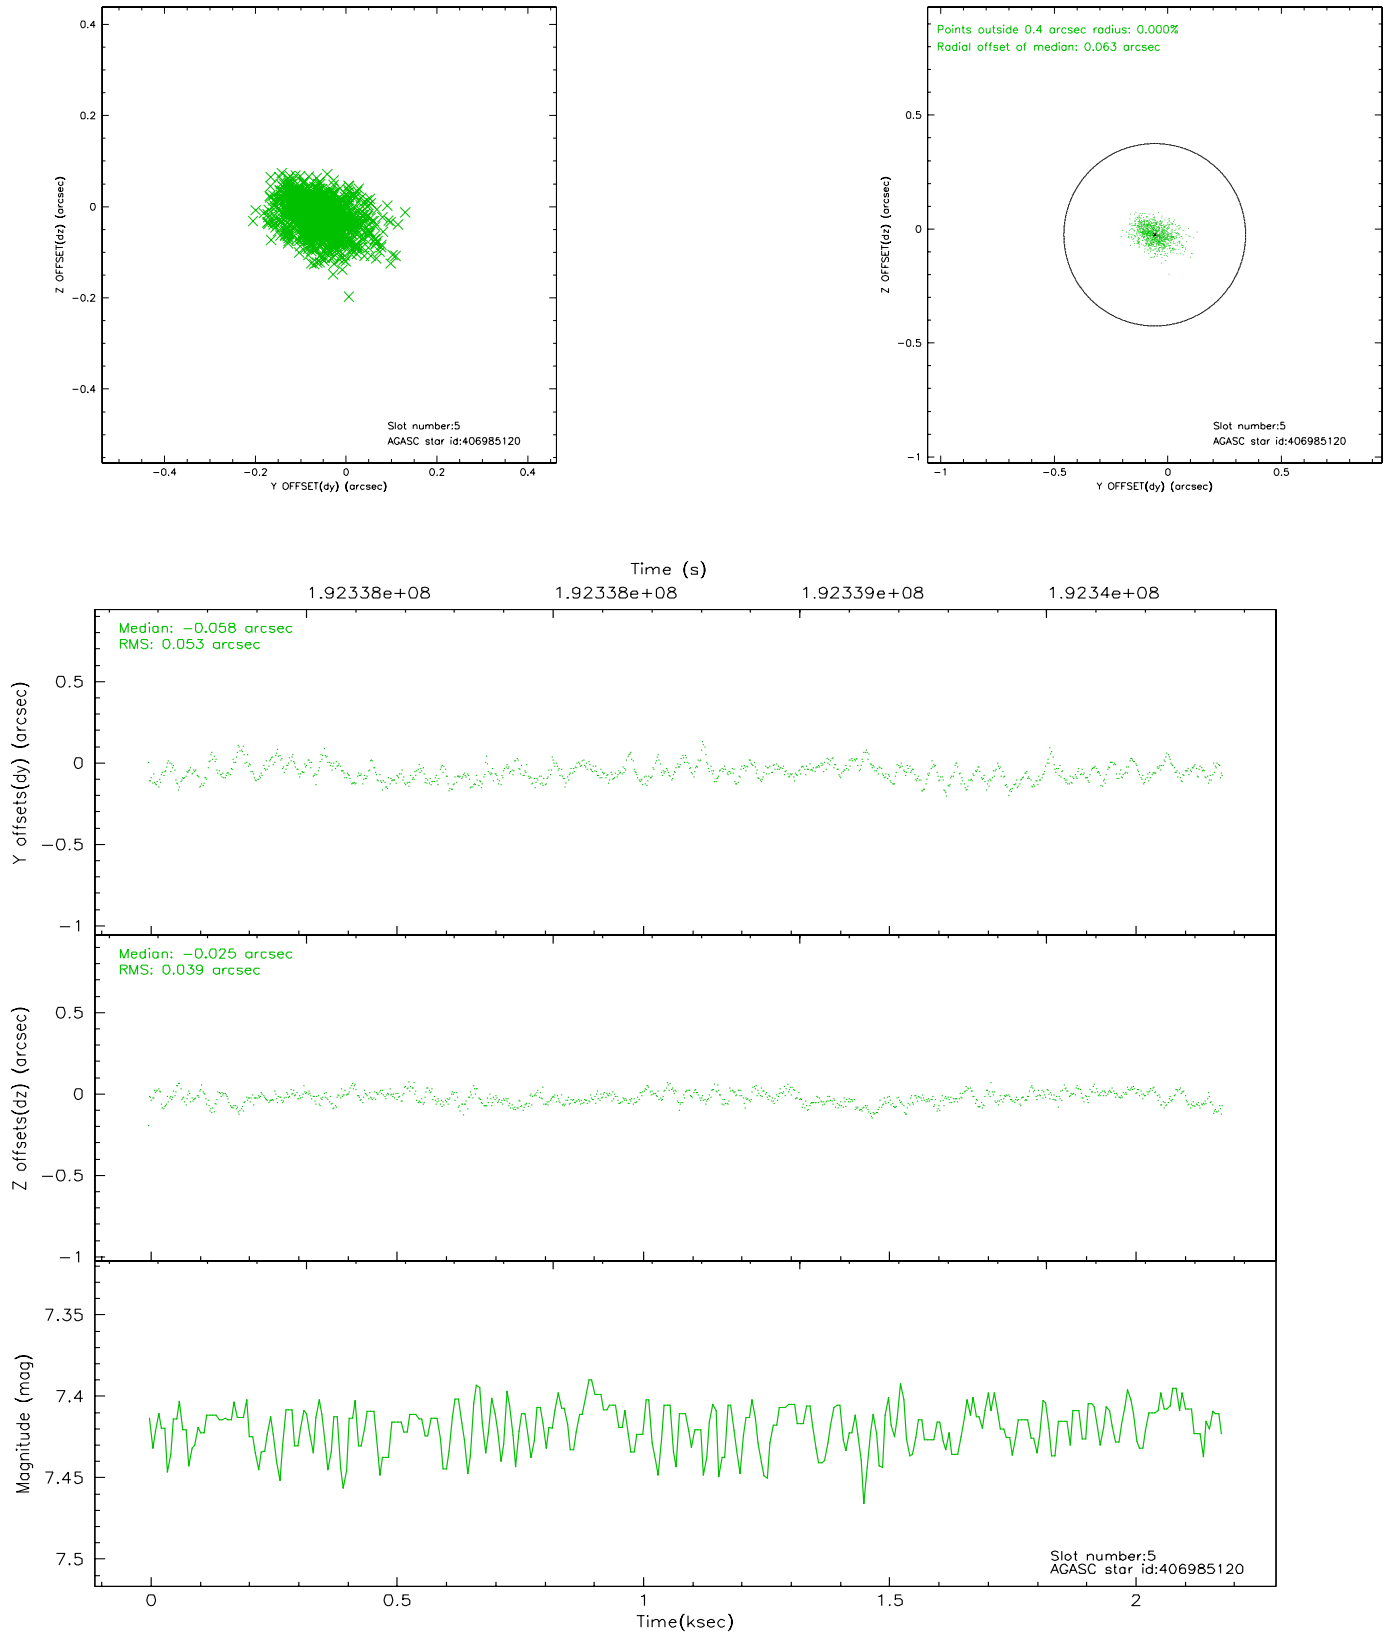 0.4
0.2
0
−0.2
−0.4
Z OFFSET(dz) (arcsec)
Slot number:5
AGASC star id:406985120
−0.4 −0.2 0 0.2 0.4
Y OFFSET(dy) (arcsec)
Points outside 0.4 arcsec radius: 0.000%
Radial offset of median: 0.063 arcsec
0.5
0
−0.5
−1
Z OFFSET(dz) (arcsec)
Slot number:5
AGASC star id:406985120
−1 −0.5 0 0.5
Y OFFSET(dy) (arcsec)
Time (s)
1.92338e+08 1.92338e+08 1.92339e+08 1.9234e+08
Median: −0.058 arcsec
RMS: 0.053 arcsec
0.5
0
−0.5
−1
Y offsets(dy) (arcsec)
Median: −0.025 arcsec
RMS: 0.039 arcsec
0.5
0
−0.5
−1
Z offsets(dz) (arcsec)
7.35
7.4
7.45
7.5
Magnitude (mag)
Slot number:5
AGASC star id:406985120
0 0.5 1 1.5 2
Time(ksec)